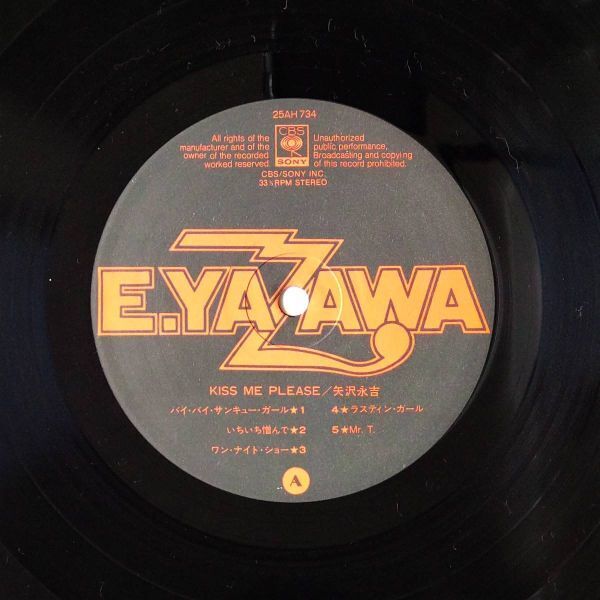 25AH 734
All rights of the
manufacturer and of the
owner of the recorded
worked reserved.
CBS
SONY
Unauthorized
public performance,
Broadcasting and copying
of this record prohibited.
CBS/SONY INC.
33⅓RPM STEREO
E.YAZAWA
KISS ME PLEASE/矢沢永吉
バイ・バイ・サンキュー・ガール★1
いちいち憎んで★2
ワン・ナイト・ショー★3
4★ラスティン・ガール
5★Mr. T.
A